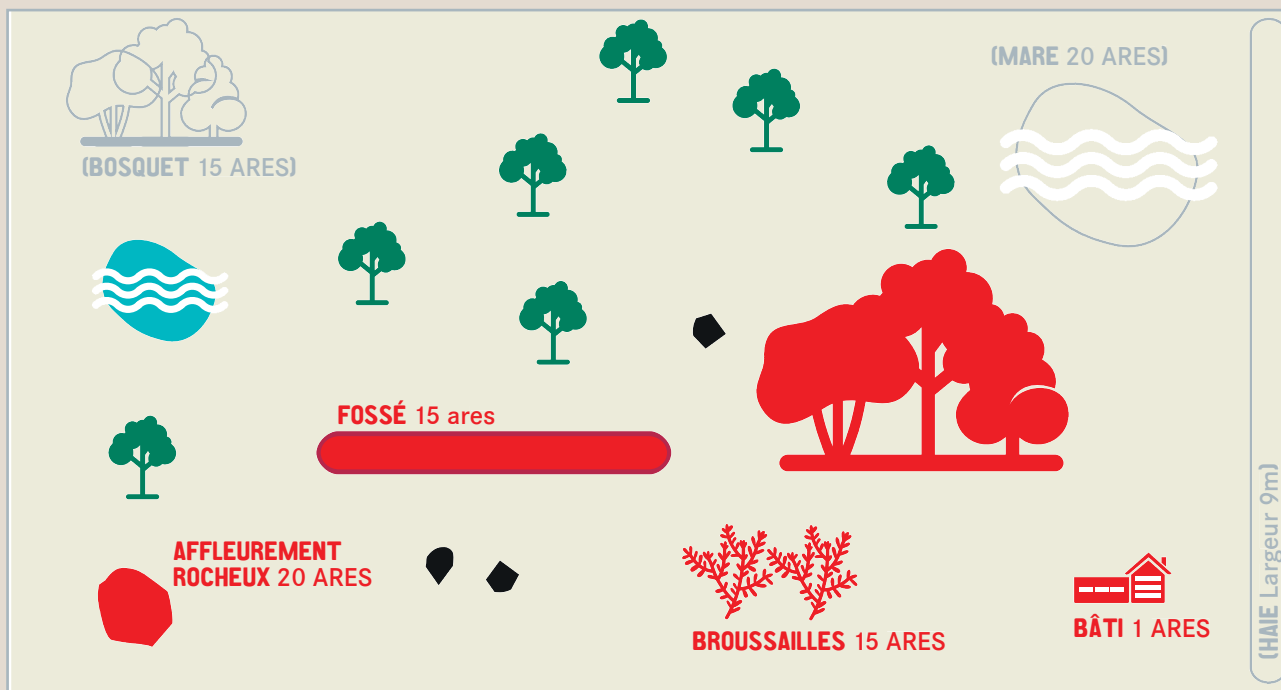 (MARE 20 ARES)
(BOSQUET 15 ARES)
FOSSÉ 15 ares
AFFLEUREMENT
ROCHEUX 20 ARES
BROUSSAILLES 15 ARES
BÂTI 1 ARES
(HAIE Largeur 9m)